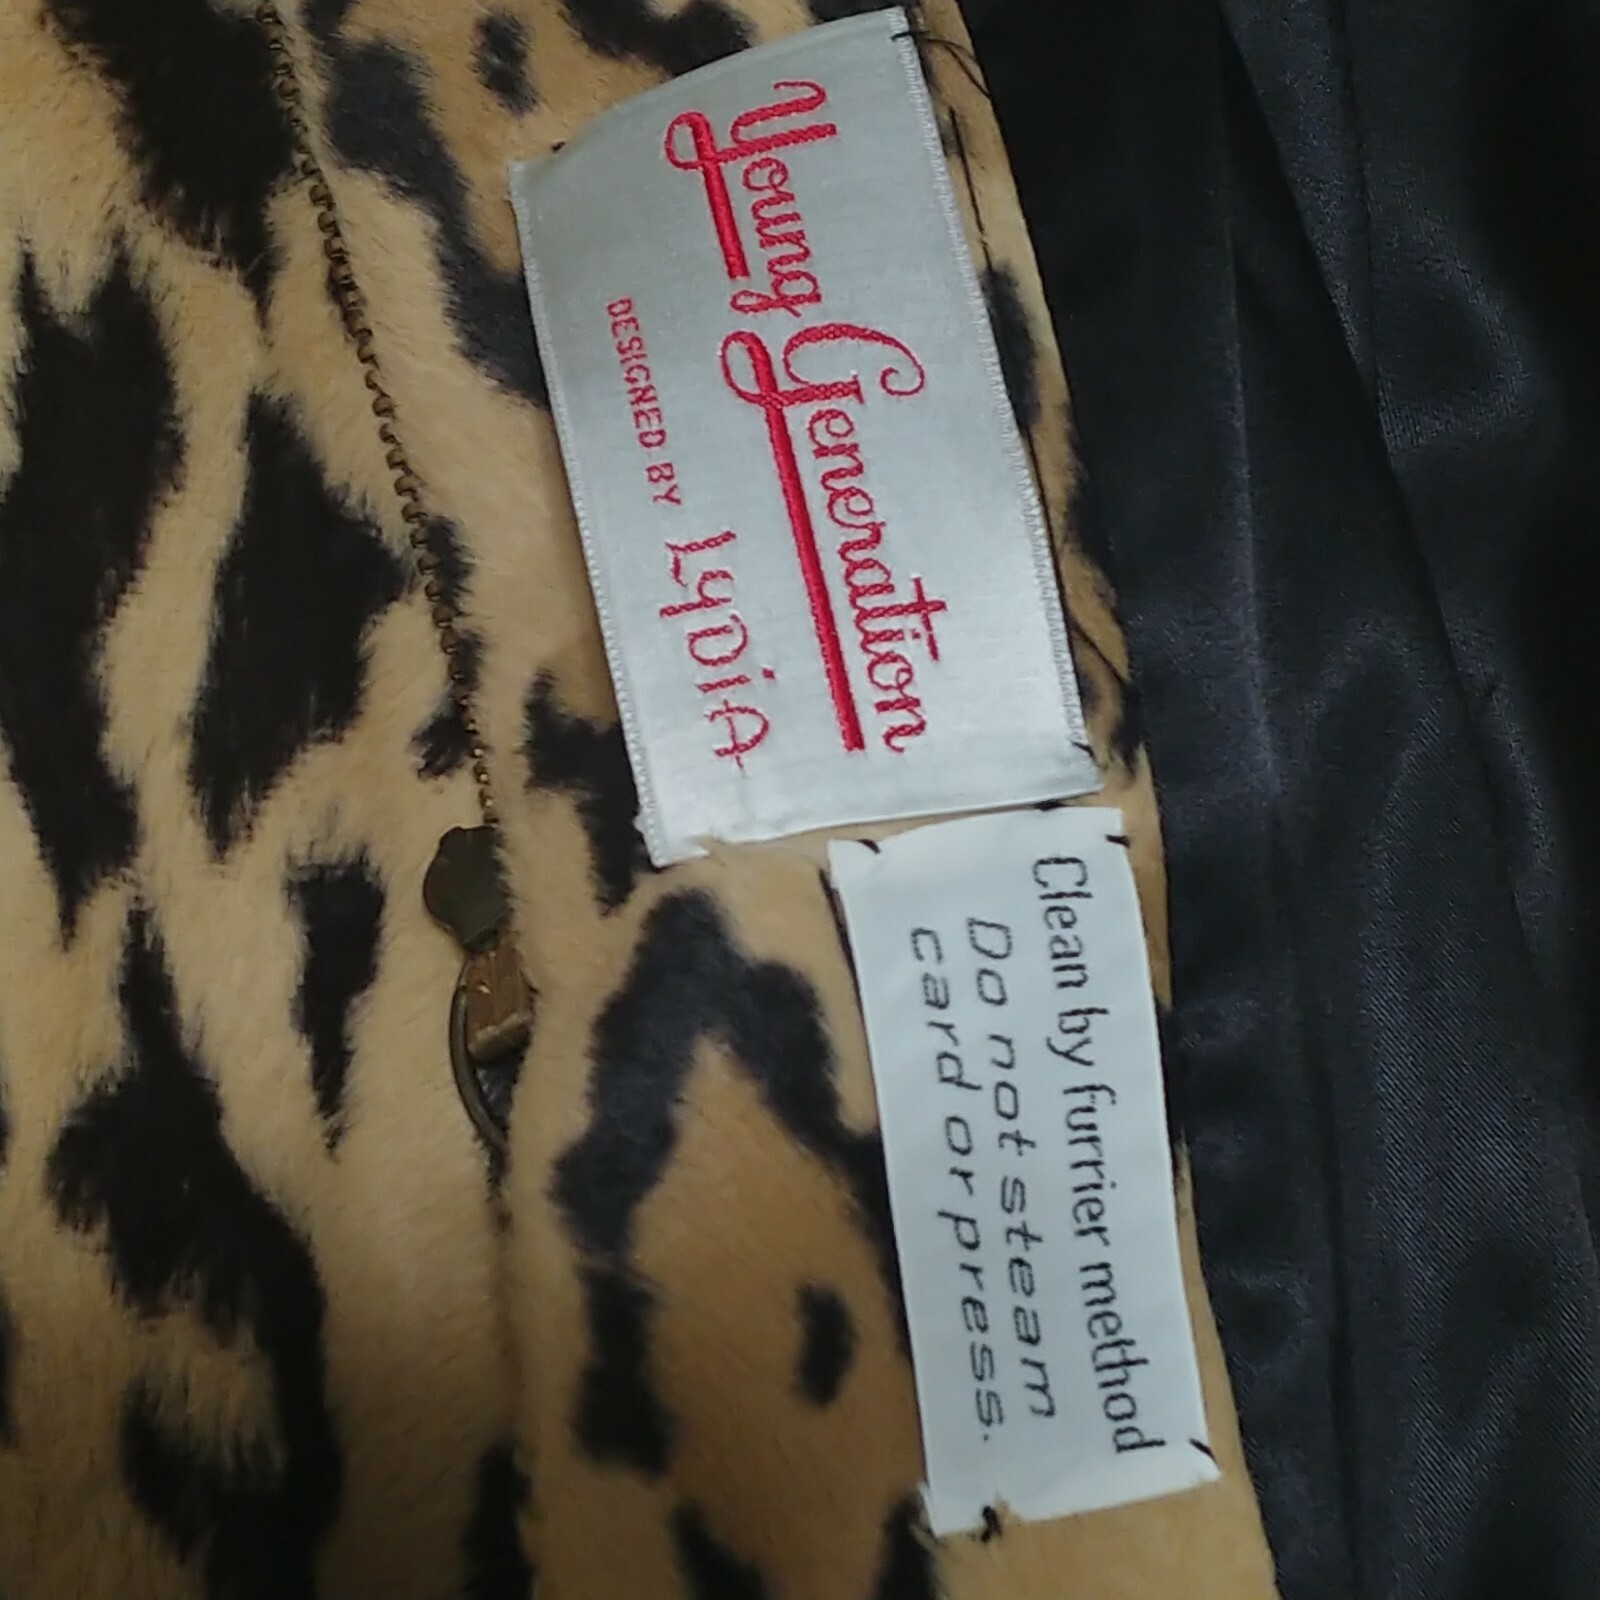 Young Generation
DESIGNED BY LYDiA
Clean by furrier method
Do not steam
card or press.